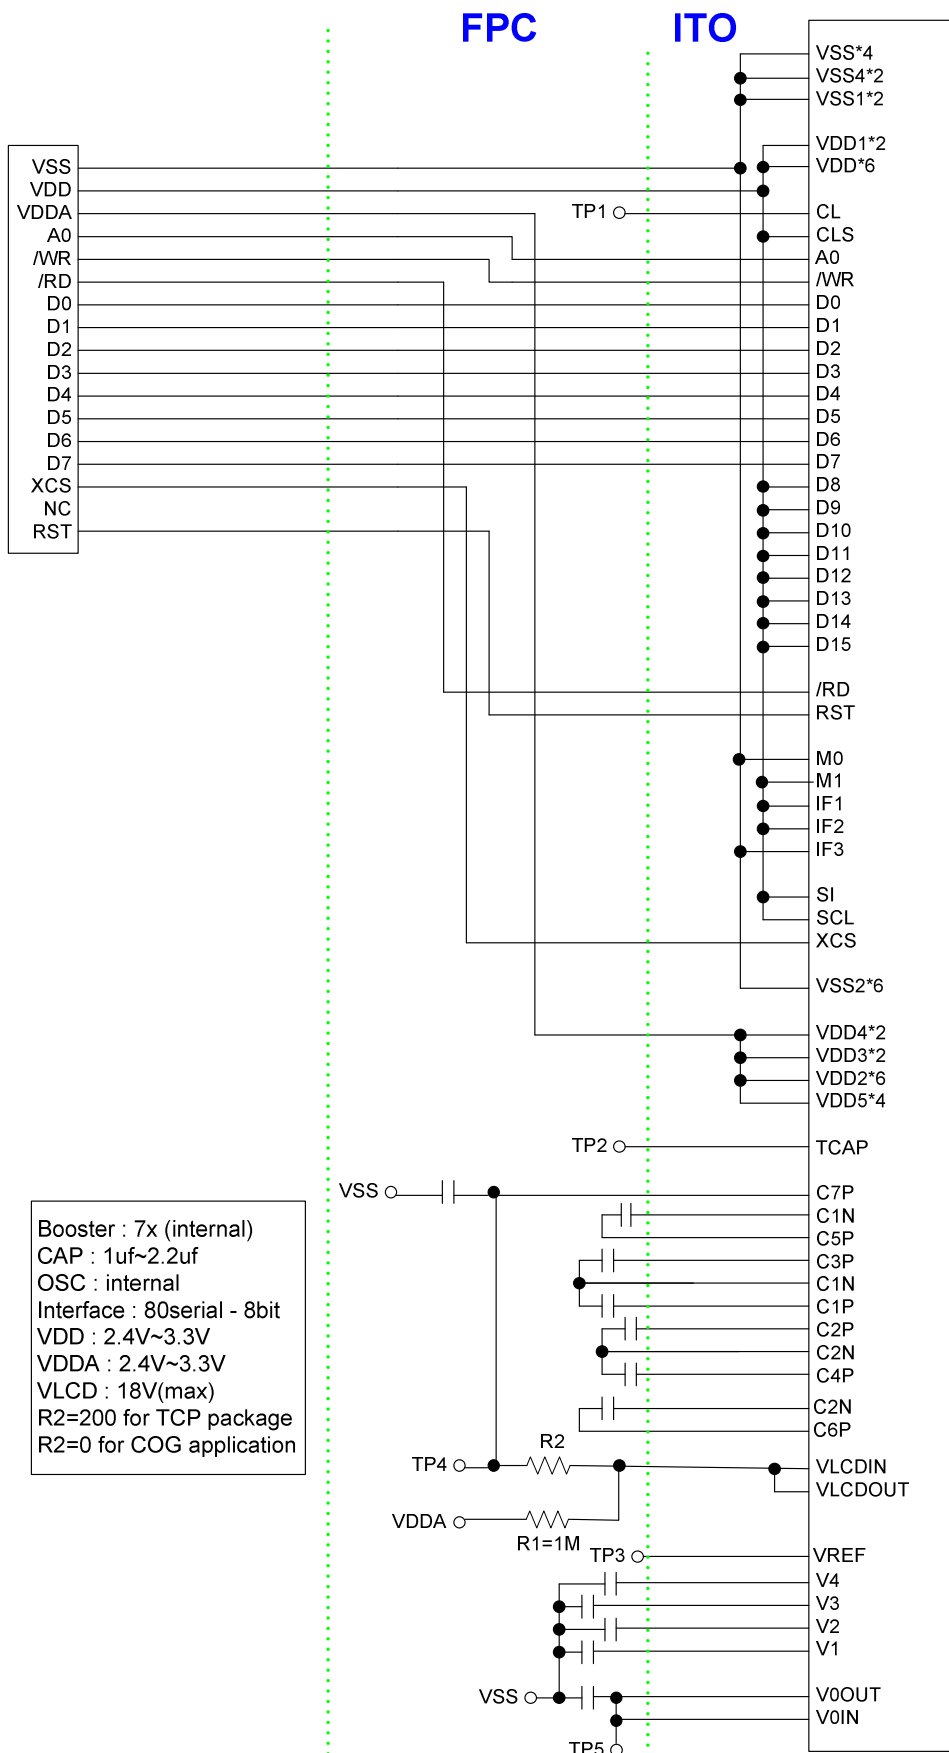 FPC
ITO
VSS
VDD
VDDA
A0
/WR
/RD
D0
D1
D2
D3
D4
D5
D6
D7
XCS
NC
RST
VSS*4
VSS4*2
VSS1*2
VDD1*2
VDD*6
TP1
CL
CLS
A0
/WR
D0
D1
D2
D3
D4
D5
D6
D7
D8
D9
D10
D11
D12
D13
D14
D15
/RD
RST
M0
M1
IF1
IF2
IF3
SI
SCL
XCS
VSS2*6
VDD4*2
VDD3*2
VDD2*6
VDD5*4
TP2
TCAP
VSS
C7P
C1N
C5P
C3P
C1N
C1P
C2P
C2N
C4P
C2N
C6P
Booster : 7x (internal)
CAP : 1uf~2.2uf
OSC : internal
Interface : 80serial - 8bit
VDD : 2.4V~3.3V
VDDA : 2.4V~3.3V
VLCD : 18V(max)
R2=200 for TCP package
R2=0 for COG application
R2
TP4
VLCDIN
VLCDOUT
VDDA
R1=1M
TP3
VREF
V4
V3
V2
V1
VSS
V0OUT
V0IN
TP5